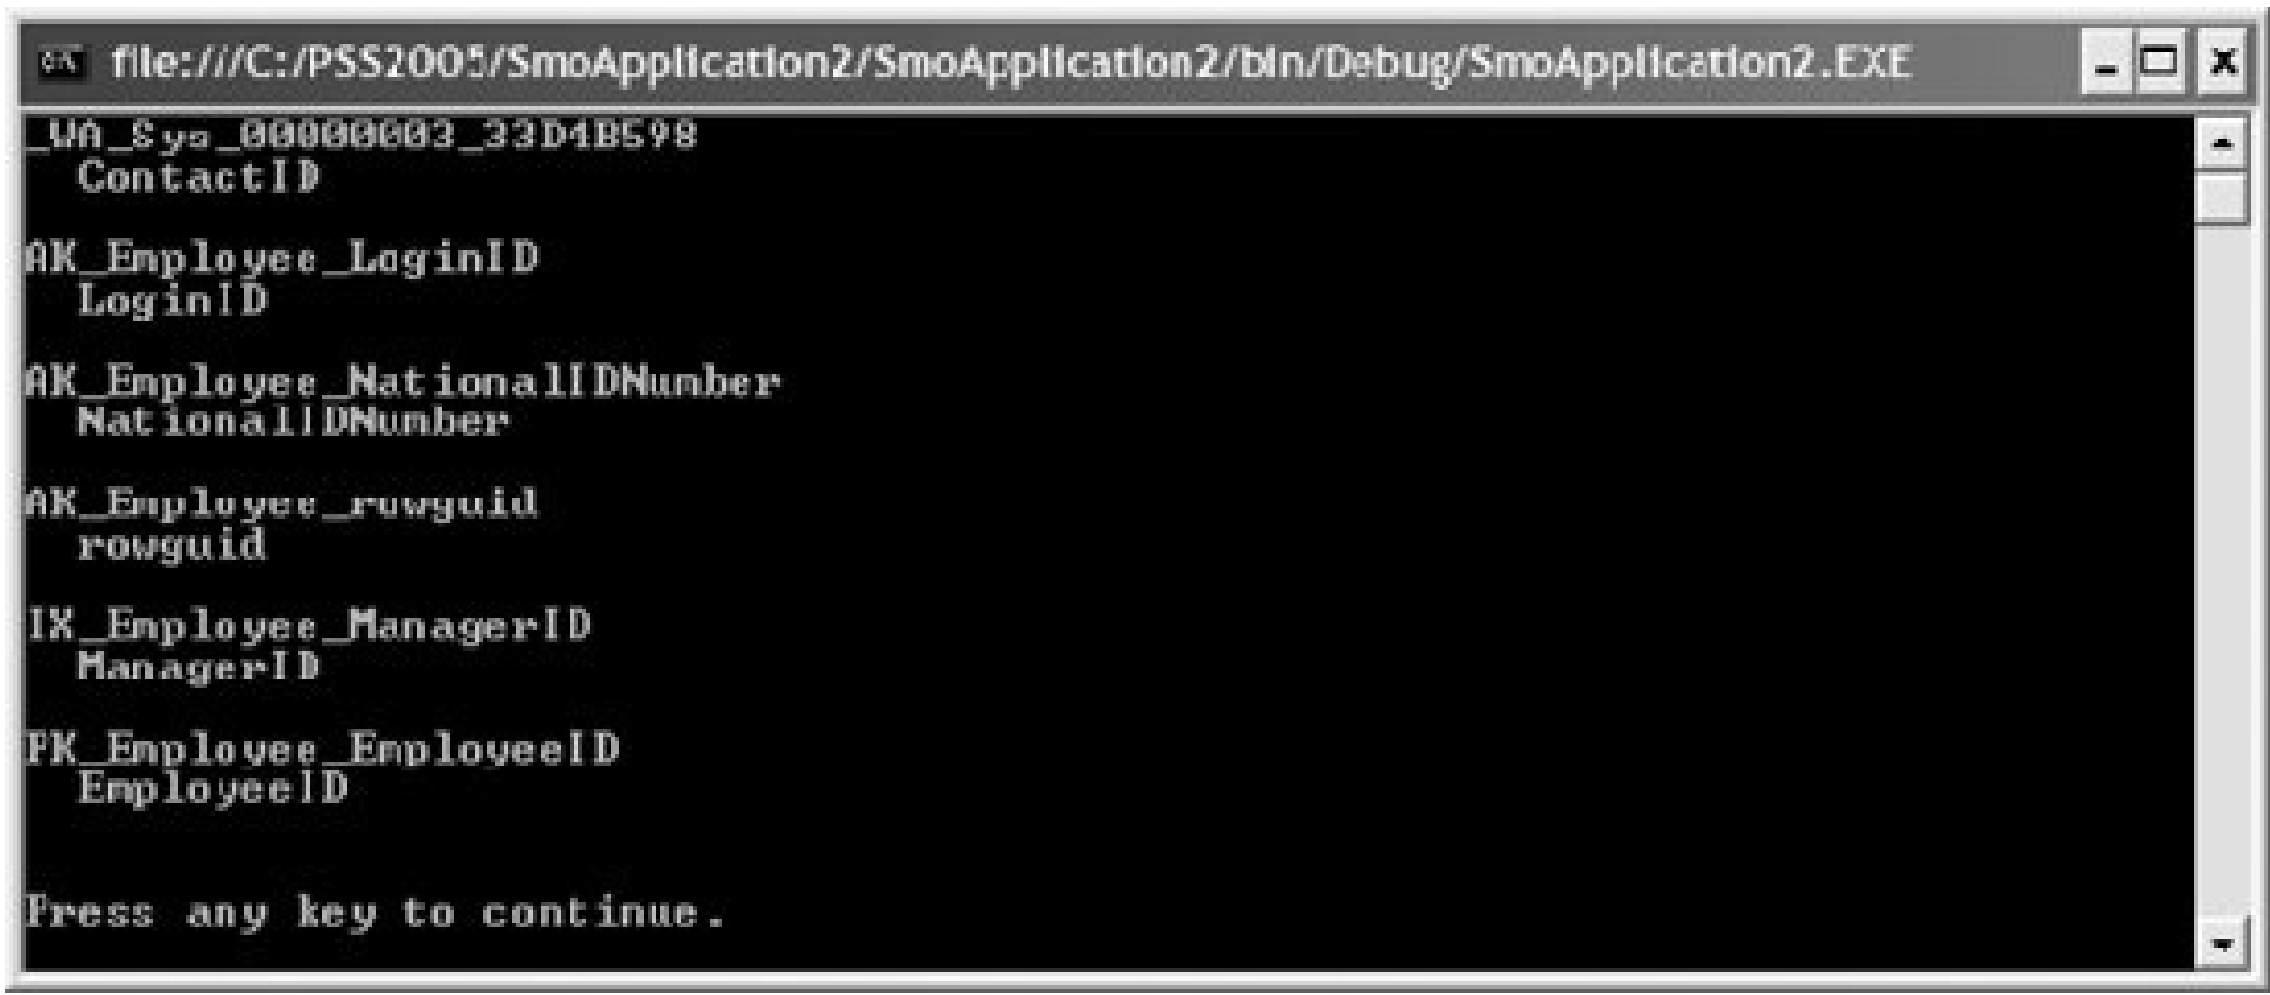 file:///C:/PSS2005/SmoApplication2/SmoApplication2/bin/Debug/SmoApplication2.EXE
_WA_Sys_00000003_33D4B598
ContactID
AK_Employee_LoginID
LoginID
AK_Employee_NationalIDNumber
NationalIDNumber
AK_Employee_rowguid
rowguid
IX_Employee_ManagerID
ManagerID
PK_Employee_EmployeeID
EmployeeID
Press any key to continue.